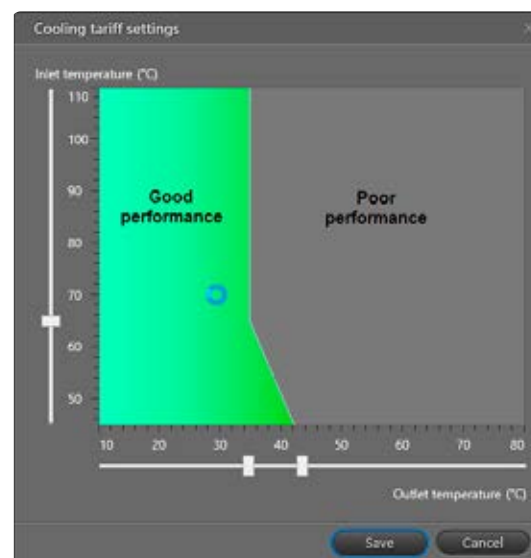 Cooling tariff settings
Inlet temperature (°C)
110
100
90
80
70
60
50
Good
performance
Poor
performance
10 20 30 40 50 60 70 80
Outlet temperature (°C)
Save Cancel